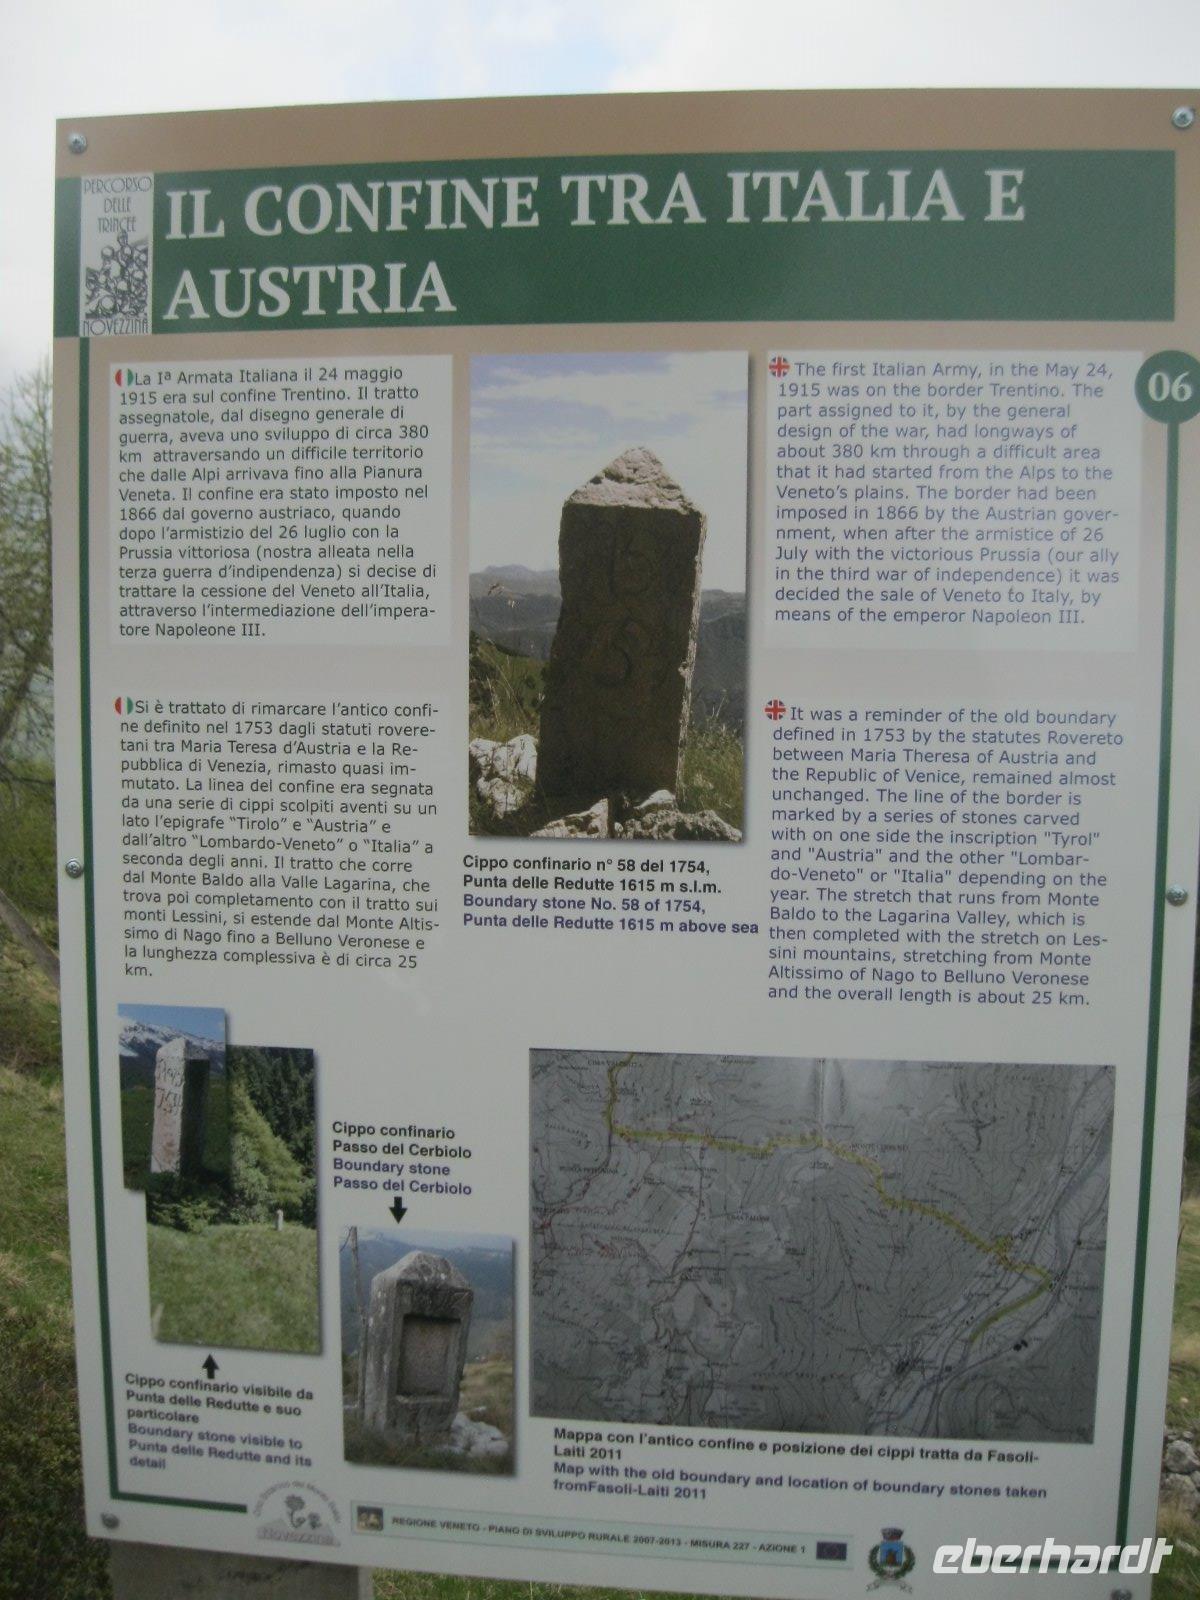 PERCORSO
DELLE
TRINCEE
NOVEZZINA
IL CONFINE TRA ITALIA E
AUSTRIA
06
La Iª Armata Italiana il 24 maggio
1915 era sul confine Trentino. Il tratto
assegnatole, dal disegno generale di
guerra, aveva uno sviluppo di circa 380
km attraversando un difficile territorio
che dalle Alpi arrivava fino alla Pianura
Veneta. Il confine era stato imposto nel
1866 dal governo austriaco, quando
dopo l'armistizio del 26 luglio con la
Prussia vittoriosa (nostra alleata nella
terza guerra d'indipendenza) si decise di
trattare la cessione del Veneto all'Italia,
attraverso l'intermediazione dell'impera-
tore Napoleone III.
The first Italian Army, in the May 24,
1915 was on the border Trentino. The
part assigned to it, by the general
design of the war, had longways of
about 380 km through a difficult area
that it had started from the Alps to the
Veneto's plains. The border had been
imposed in 1866 by the Austrian gover-
nment, when after the armistice of 26
July with the victorious Prussia (our ally
in the third war of independence) it was
decided the sale of Veneto to Italy, by
means of the emperor Napoleon III.
Si è trattato di rimarcare l'antico confi-
ne definito nel 1753 dagli statuti rovere-
tani tra Maria Teresa d'Austria e la Re-
pubblica di Venezia, rimasto quasi im-
mutato. La linea del confine era segnata
da una serie di cippi scolpiti aventi su un
lato l'epigrafe "Tirolo" e "Austria" e
dall'altro "Lombardo-Veneto" o "Italia" a
seconda degli anni. Il tratto che corre
dal Monte Baldo alla Valle Lagarina, che
trova poi completamento con il tratto sui
monti Lessini, si estende dal Monte Altis-
simo di Nago fino a Belluno Veronese e
la lunghezza complessiva è di circa 25
km.
Cippo confinario n° 58 del 1754,
Punta delle Redutte 1615 m s.l.m.
Boundary stone No. 58 of 1754,
Punta delle Redutte 1615 m above sea
It was a reminder of the old boundary
defined in 1753 by the statutes Rovereto
between Maria Theresa of Austria and
the Republic of Venice, remained almost
unchanged. The line of the border is
marked by a series of stones carved
with on one side the inscription "Tyrol"
and "Austria" and the other "Lombar-
do-Veneto" or "Italia" depending on the
year. The stretch that runs from Monte
Baldo to the Lagarina Valley, which is
then completed with the stretch on Les-
sini mountains, stretching from Monte
Altissimo of Nago to Belluno Veronese
and the overall length is about 25 km.
Cippo confinario
Passo del Cerbiolo
Boundary stone
Passo del Cerbiolo
Cippo confinario visibile da
Punta delle Redutte e suo
particolare
Boundary stone visible to
Punta delle Redutte and its
detail
Mappa con l'antico confine e posizione dei cippi tratta da Fasoli-
Laiti 2011
Map with the old boundary and location of boundary stones taken
fromFasoli-Laiti 2011
Novezzina
REGIONE VENETO - PIANO DI SVILUPPO RURALE 2007-2013 - MISURA 227 - AZIONE 1
eberhardt